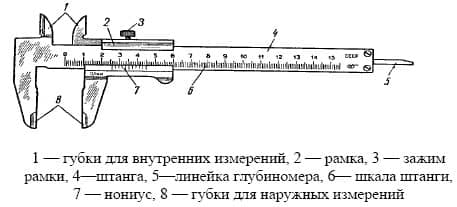 1
2
3
4
0 1 2 3 4 5 6 7 8 9 10 11 12 13 14 15
СССР
5
8
7
6
1 — губки для внутренних измерений, 2 — рамка, 3 — зажим
рамки, 4—штанга, 5—линейка глубиномера, 6— шкала штанги,
7 — нониус, 8 — губки для наружных измерений